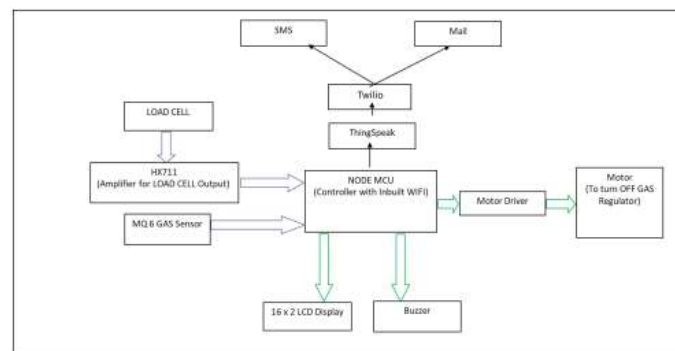 SMS
Mail
Twilio
ThingSpeak
LOAD CELL
HX711
(Amplifier for LOAD CELL Output)
NODE MCU
(Controller with Inbuilt WIFI)
Motor Driver
Motor
(To turn OFF GAS
Regulator)
MQ 6 GAS Sensor
16 x 2 LCD Display
Buzzer